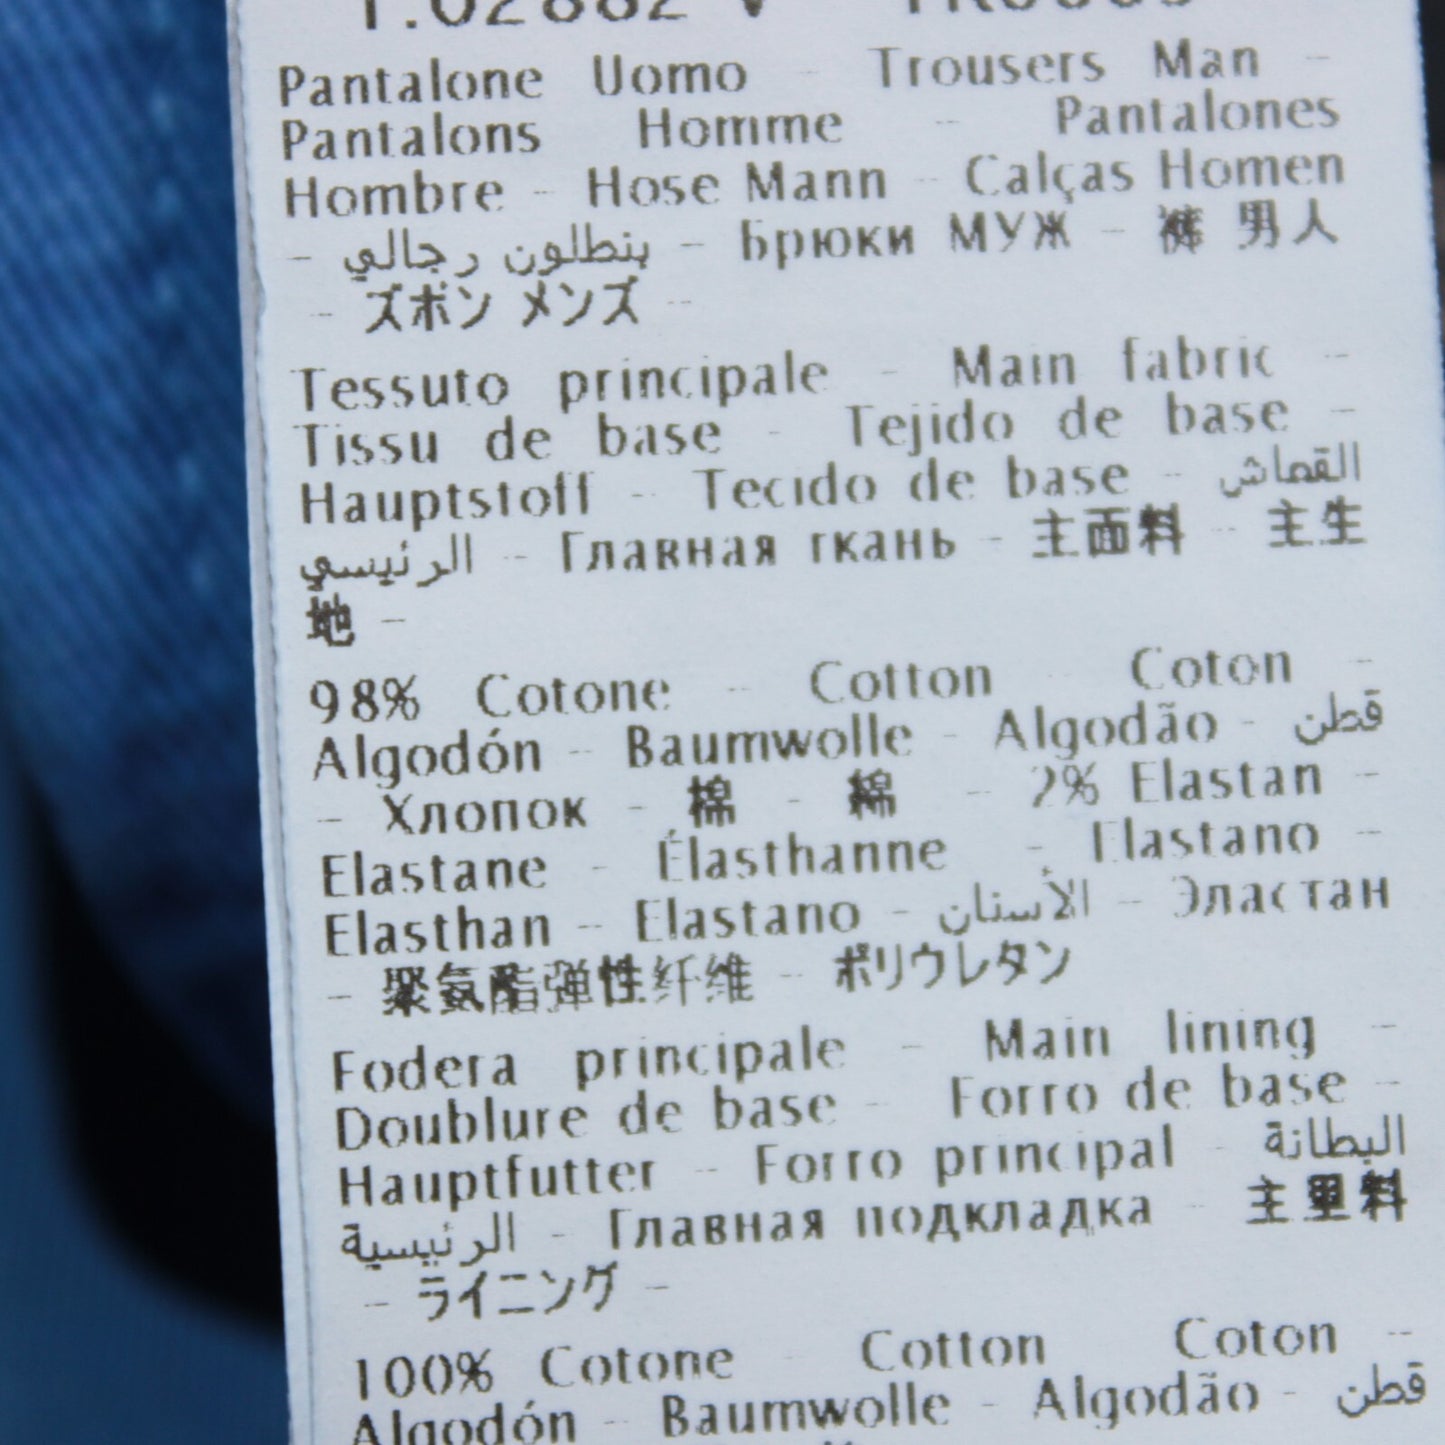 Pantalone Uomo - Trousers Man -
Pantalons Homme - Pantalones
Hombre - Hose Mann - Calças Homen
- بنطلون رجالي - Брюки МУЖ - 裤 男人
- ズボン メンズ --
Tessuto principale - Main fabric -
Tissu de base - Tejido de base -
Hauptstoff - Tecido de base - القماش
الرئيسي - Главная ткань - 主面料 - 主生
地 -
98% Cotone - Cotton - Coton -
Algodón - Baumwolle - Algodão - قطن
- Хлопок - 棉 - 綿 - 2% Elastan -
Elastane - Élasthanne - Elastano -
Elasthan - Elastano - الأسنان - Эластан
- 聚氨酯弹性纤维 - ポリウレタン
Fodera principale - Main lining -
Doublure de base - Forro de base -
Hauptfutter - Forro principal - البطانة
الرئيسية - Главная подкладка - 主里料
- ライニング -
100% Cotone - Cotton Coton --
Algodón - Baumwolle - Algodão - قطن